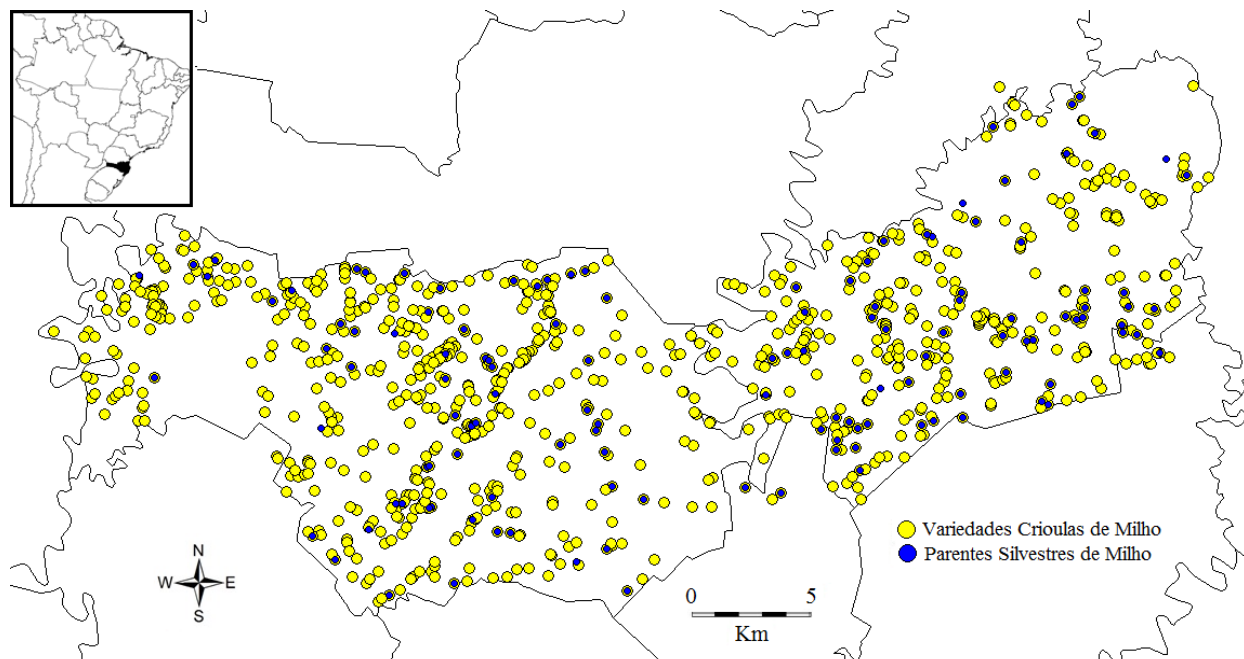 Variedades Crioulas de Milho
Parentes Silvestres de Milho
N
W E
S
0 5
Km